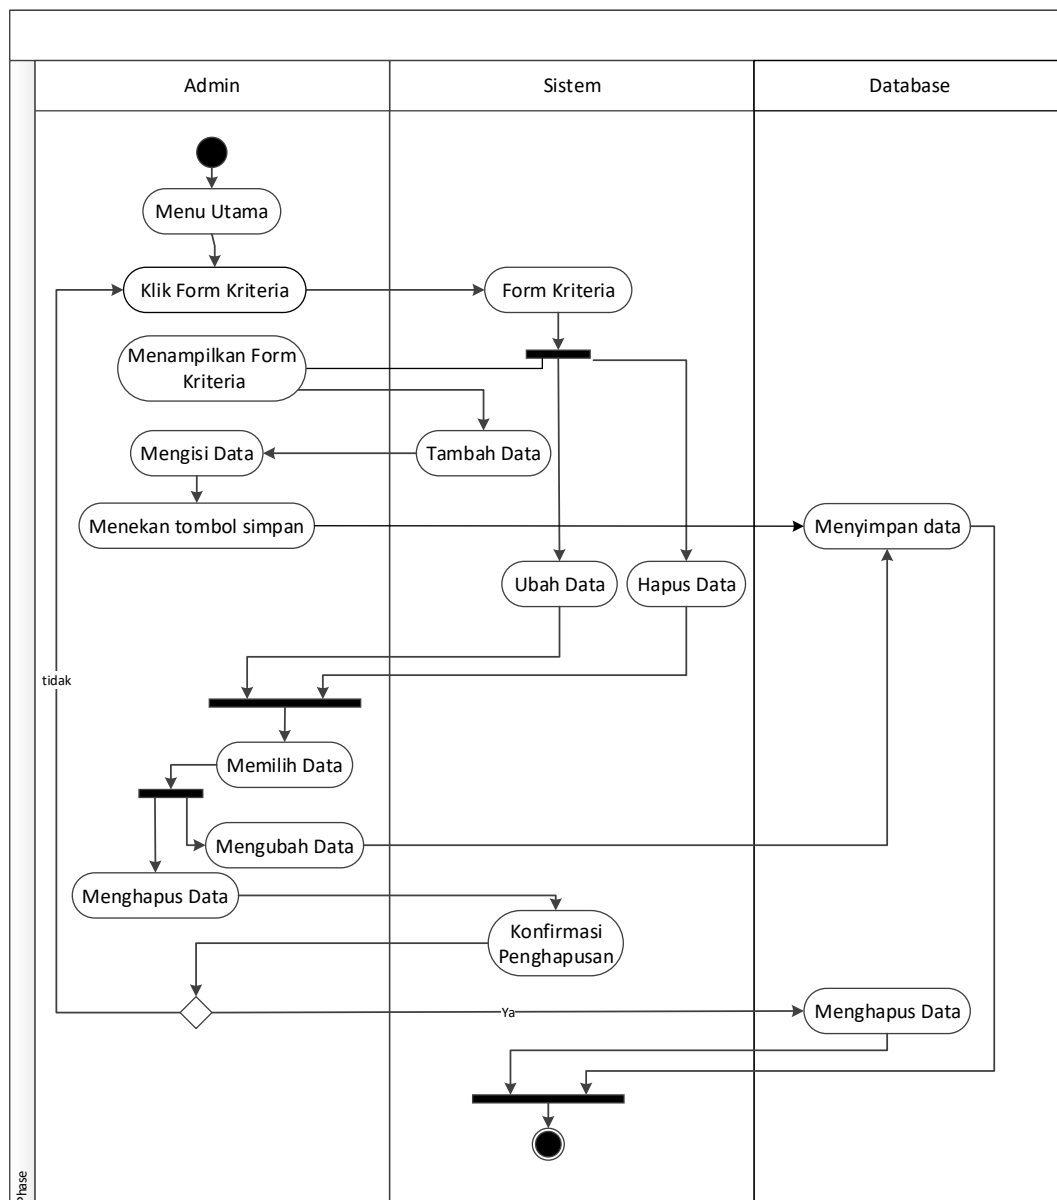 Admin
Sistem
Database
Menu Utama
Klik Form Kriteria
Form Kriteria
Menampilkan Form
Kriteria
Mengisi Data
Tambah Data
Menekan tombol simpan
Menyimpan data
Ubah Data
Hapus Data
tidak
Memilih Data
Mengubah Data
Menghapus Data
Konfirmasi
Penghapusan
Ya
Menghapus Data
Phase